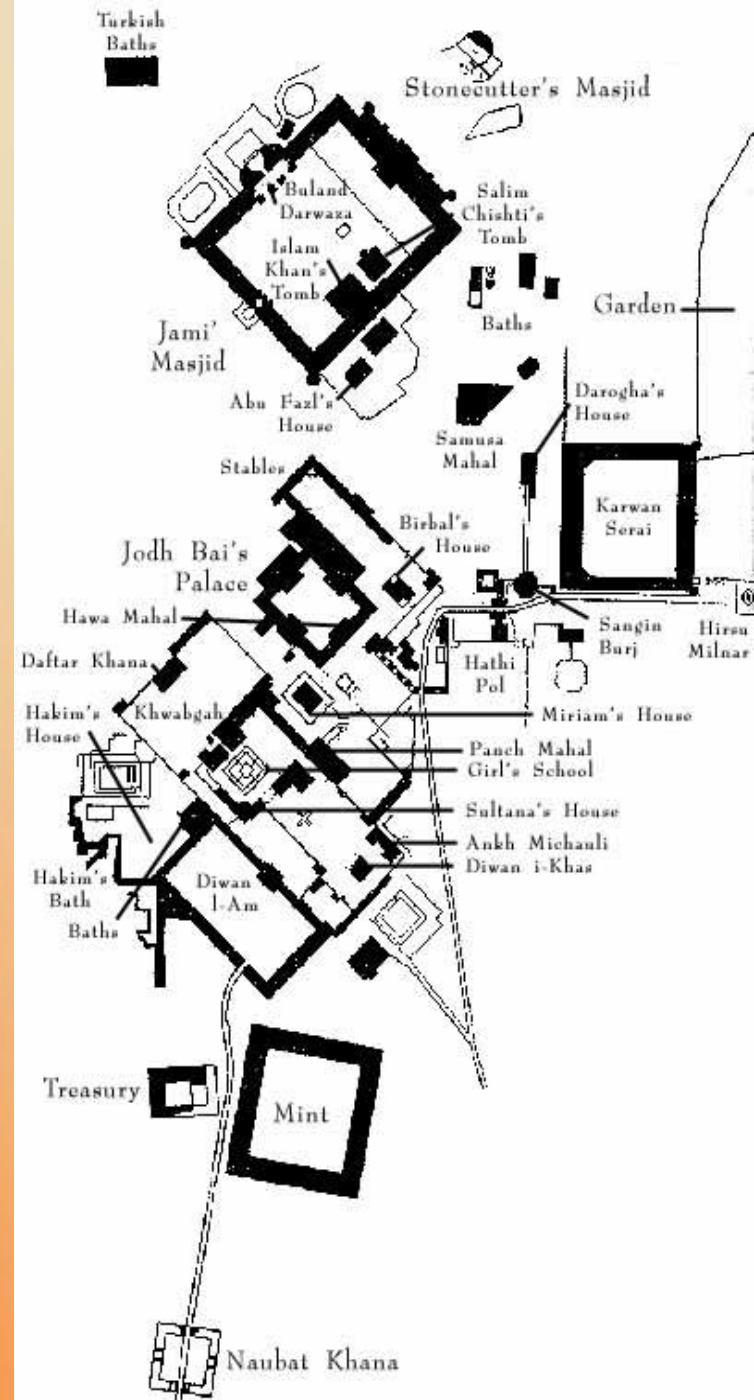 Turkish
Baths
Stonecutter's Masjid
Buland
Darwaza
Salim
Chishti's
Tomb
Islam
Khan's
Tomb
Baths
Garden
Jami'
Masjid
Abu Fazl's
House
Darogha's
House
Samusa
Mahal
Stables
Karwan
Serai
Birbal's
House
Jodh Bai's
Palace
Hawa Mahal
Sangin
Burj
Hirsu
Milnar
Daftar Khana
Hathi
Pol
Hakim's
House
Khwabgah
Miriam's House
Panch Mahal
Girl's School
Sultana's House
Ankh Michauli
Diwan i-Khas
Hakim's
Bath
Diwan
I-Am
Baths
Treasury
Mint
Naubat Khana